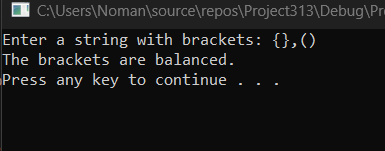 C:\Users\Noman\source\repos\Project313\Debug\Pr
Enter a string with brackets: {},()
The brackets are balanced.
Press any key to continue . . .